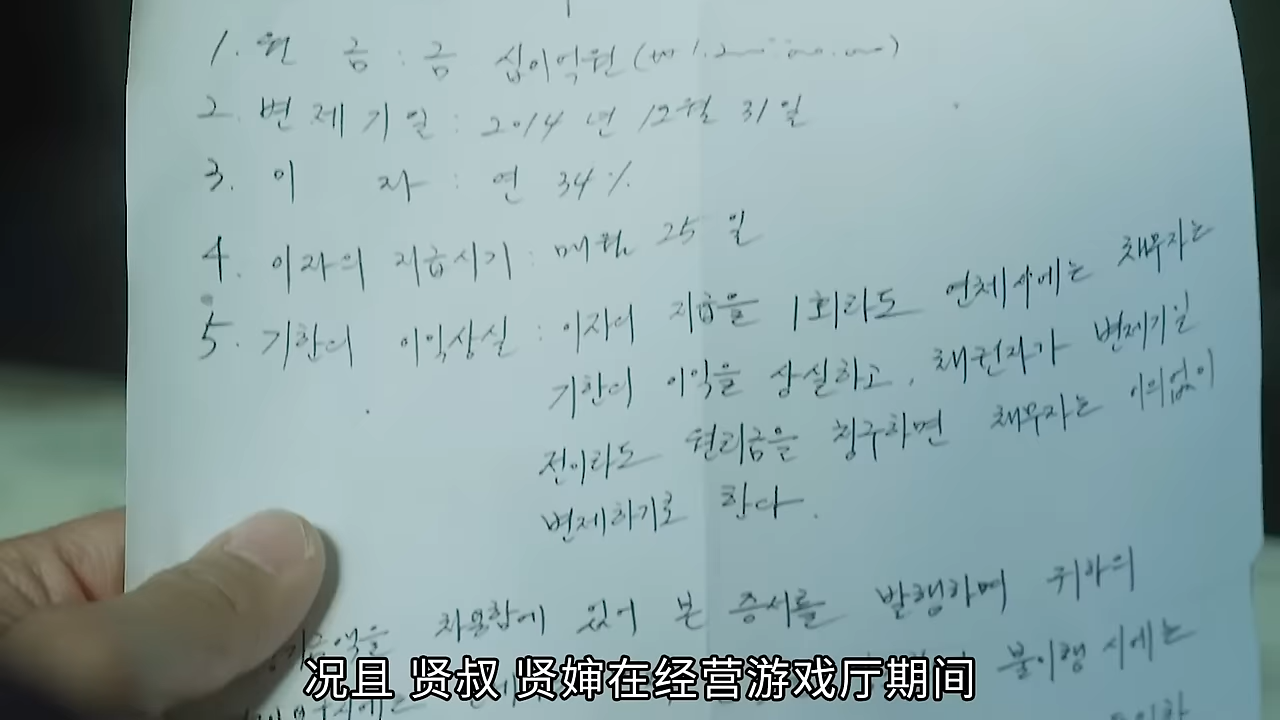 1. 원 금 : 금 십이억원(
2. 변 제 기 일 : 2014 년 12월 31일
3. 이 자 : 연 34%
4. 이자의 지급시기 : 매월 25 일
5. 기한의 이익상실 : 이자의 지급을 1회라도 연체시에는 채무자는
기한의 이익을 상실하고, 채권자가 변제기일
전이라도 원리금을 청구하면 채무자는 이의없이
변제하기로 한다.
차용함에 있어 본 증서를 발행하며 귀하의
불이행 시에는
况且 贤叔 贤婶在经营游戏厅期间